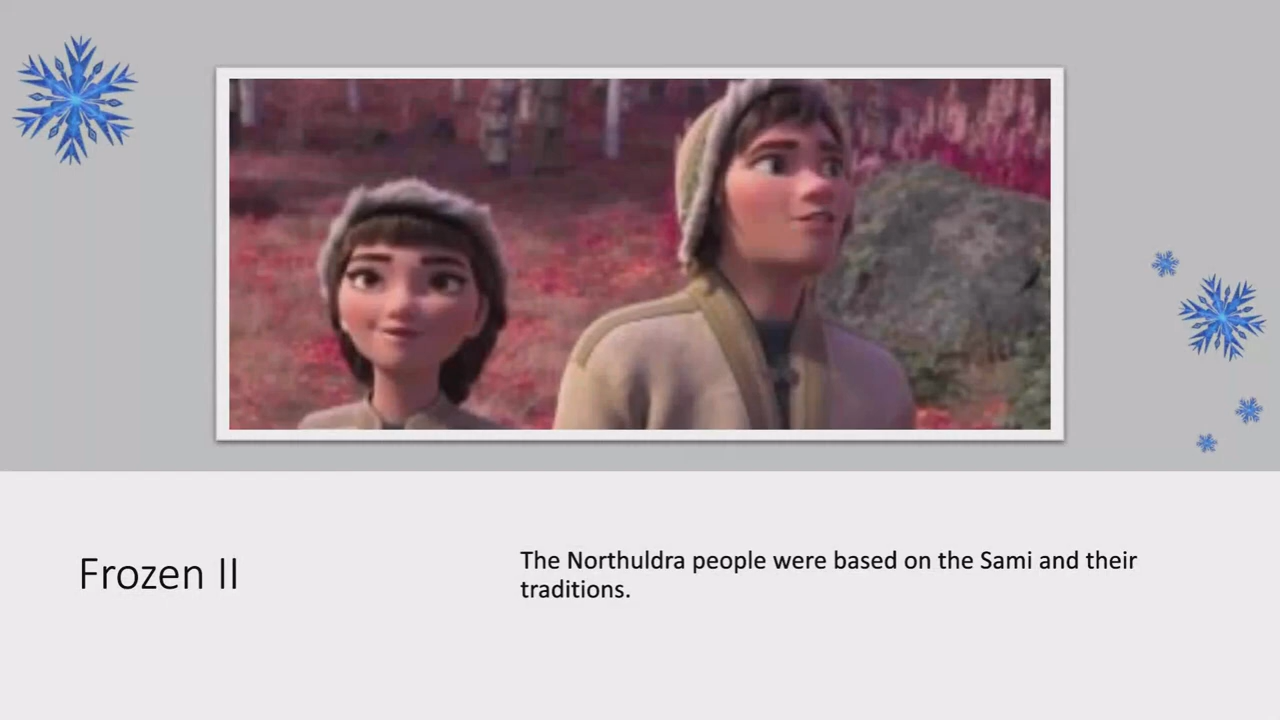 Frozen II
The Northuldra people were based on the Sami and their
traditions.